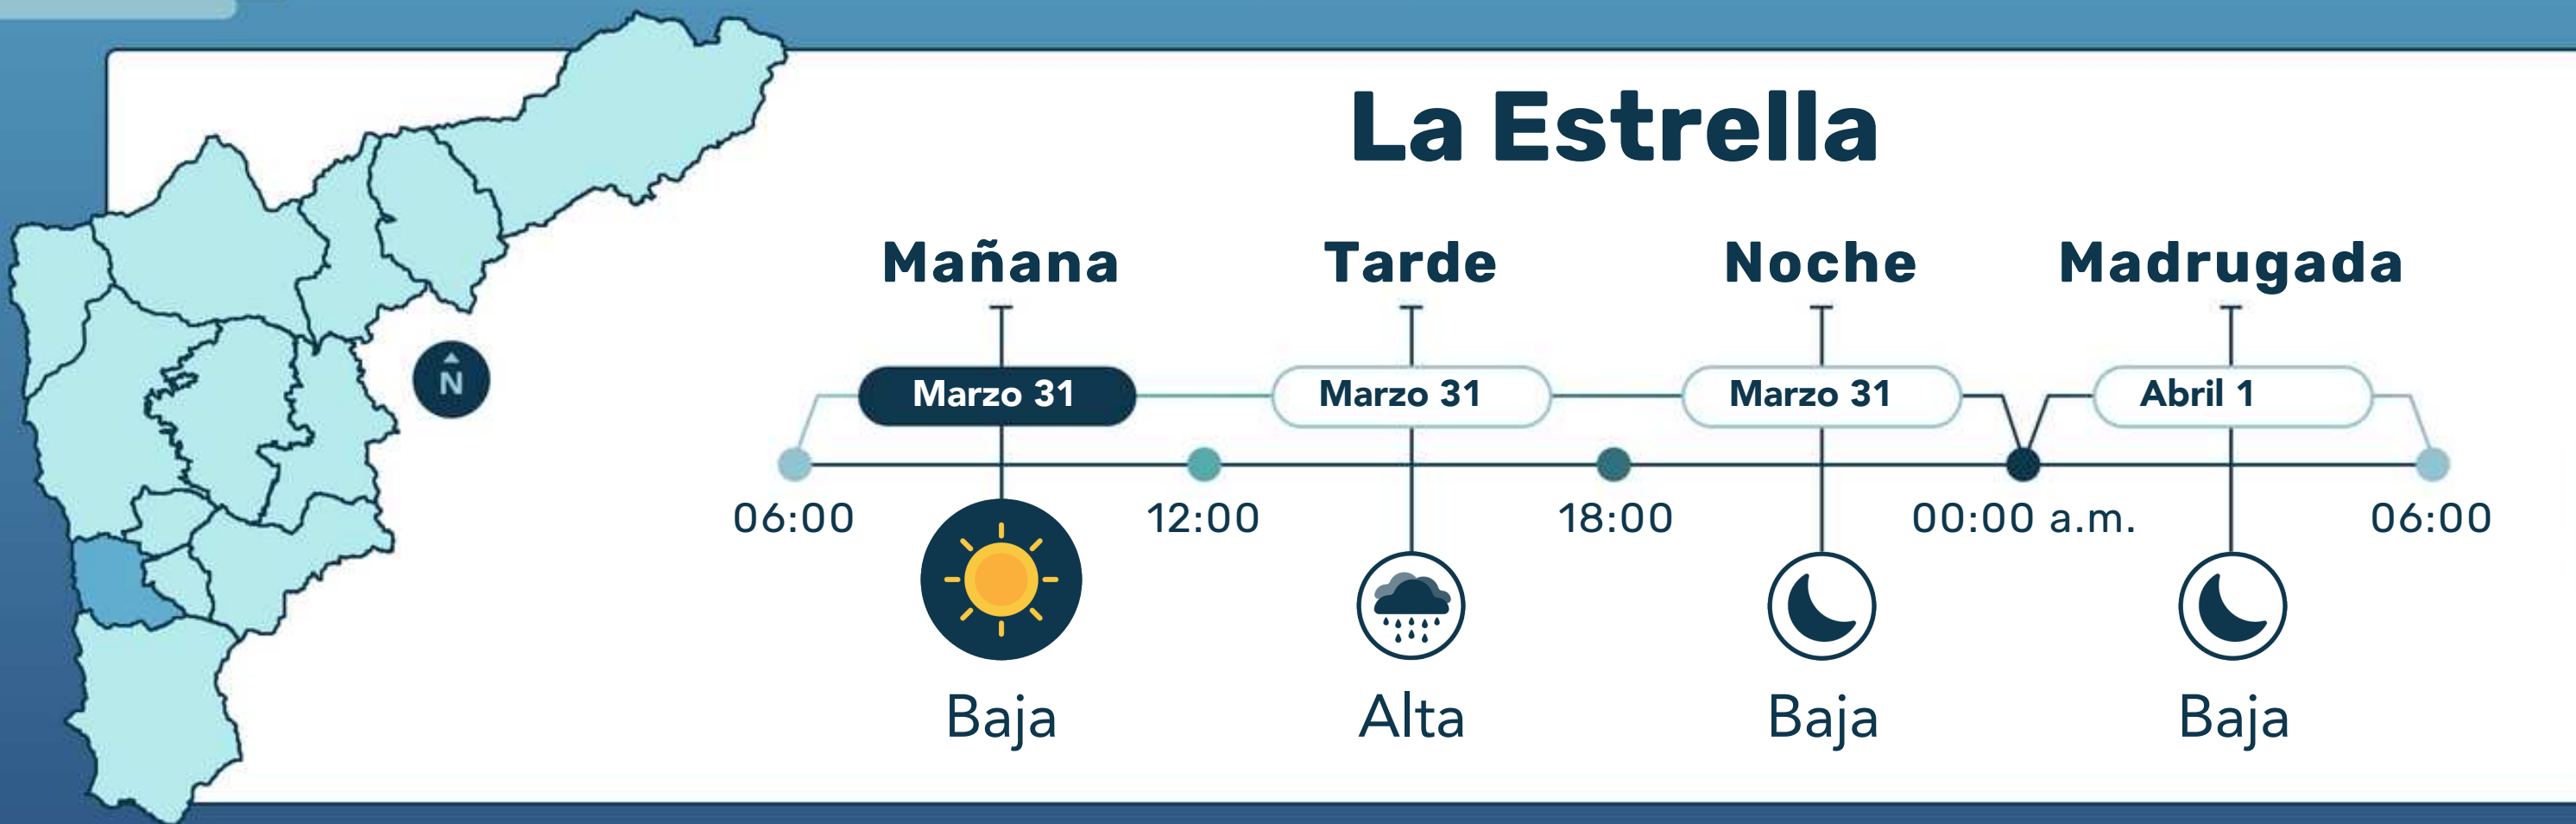 La Estrella
Mañana Tarde Noche Madrugada
N
Marzo 31 Marzo 31 Marzo 31 Abril 1
06:00 12:00 18:00 00:00 a.m. 06:00
Baja Alta Baja Baja